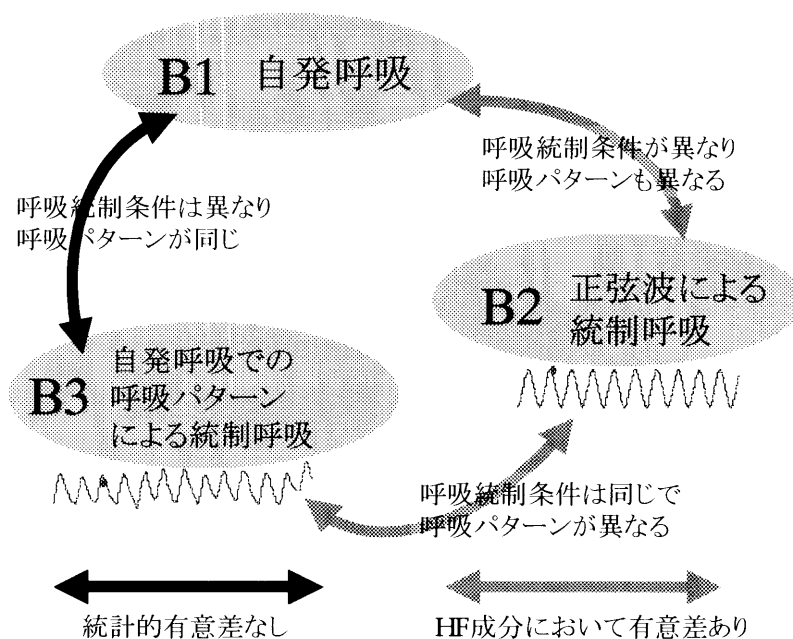 B1 自発呼吸
呼吸統制条件が異なり
呼吸パターンも異なる
呼吸統制条件は異なり
呼吸パターンが同じ
B2 正弦波による
統制呼吸
B3 自発呼吸での
呼吸パターン
による統制呼吸
呼吸統制条件は同じで
呼吸パターンが異なる
統計的有意差なし
HF成分において有意差あり